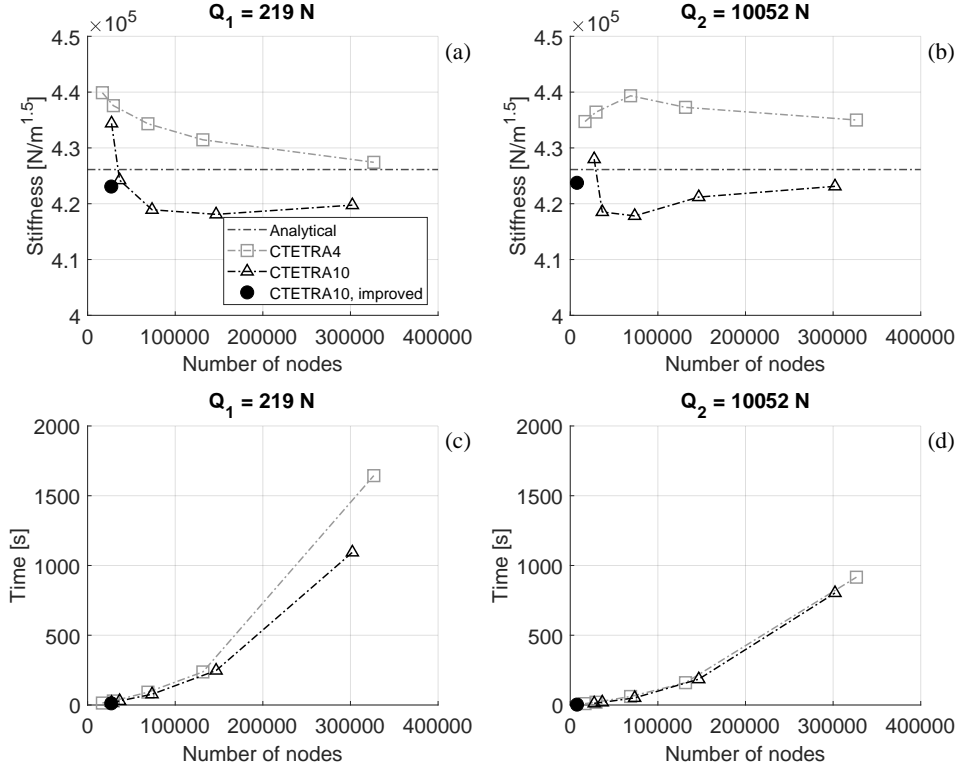 Q1 = 219 N
×10^5
(a)
4.5
4.4
4.3
4.2
4.1
4
Stiffness [N/m^1.5]
Analytical
CTETRA4
CTETRA10
CTETRA10, improved
0 100000 200000 300000 400000
Number of nodes
Q2 = 10052 N
×10^5
(b)
4.5
4.4
4.3
4.2
4.1
4
Stiffness [N/m^1.5]
0 100000 200000 300000 400000
Number of nodes
Q1 = 219 N
(c)
2000
1500
1000
500
0
Time [s]
0 100000 200000 300000 400000
Number of nodes
Q2 = 10052 N
(d)
2000
1500
1000
500
0
Time [s]
0 100000 200000 300000 400000
Number of nodes